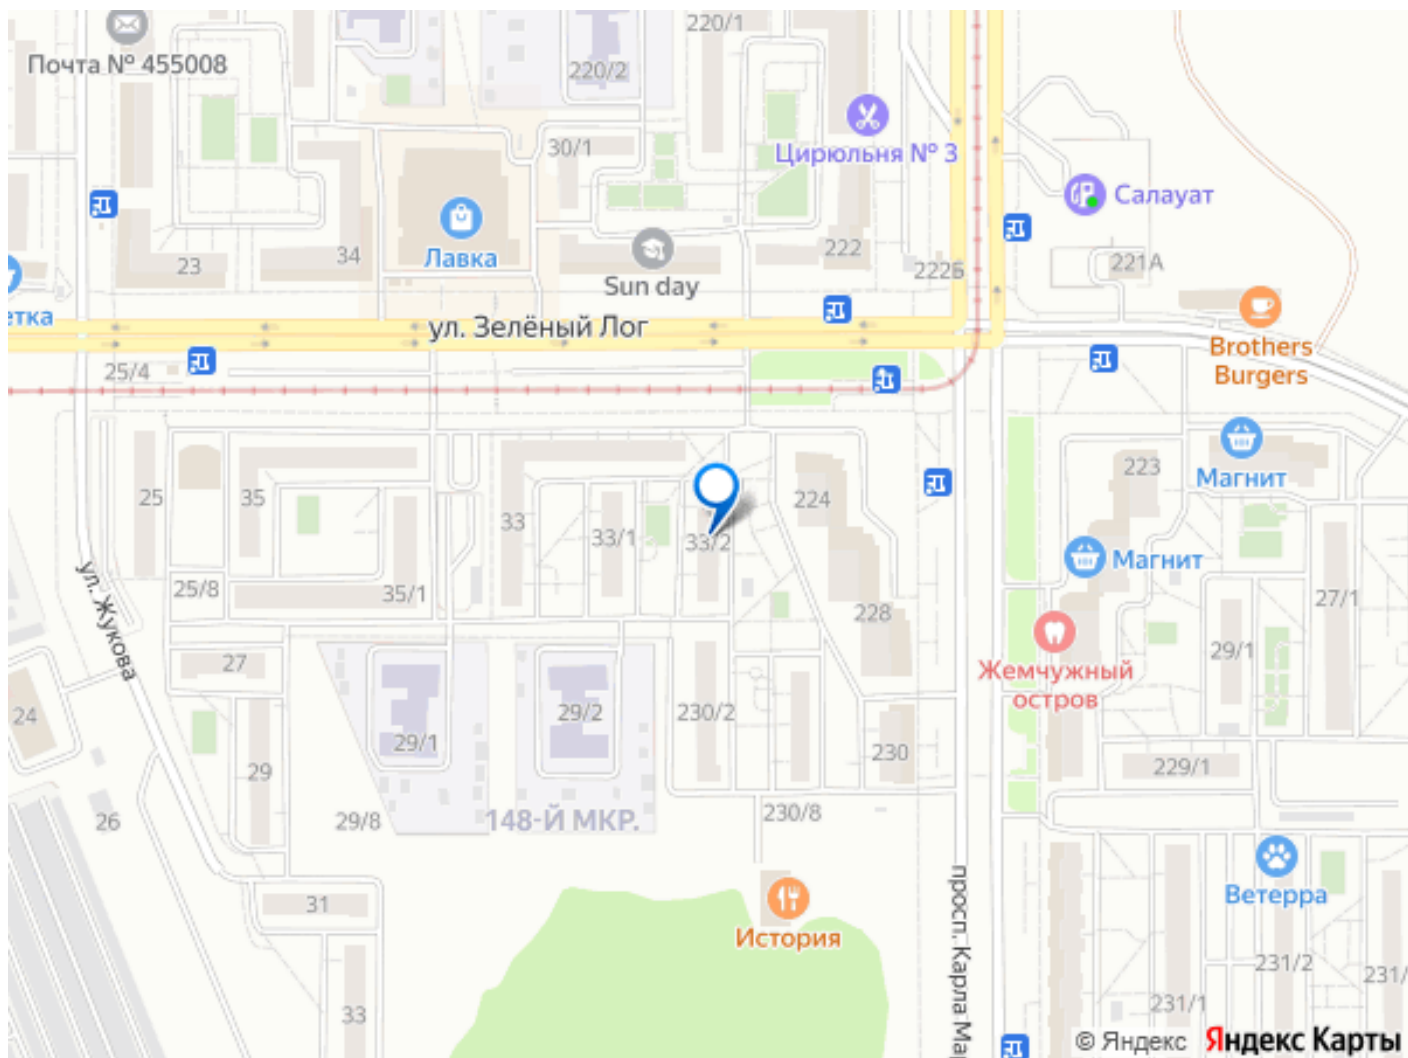 220/1
Почта № 455008
220/2
30/1
Цирюльня № 3
Салауат
34
Лавка
222
23
Sun day
222Б
221А
етка
ул. Зелёный Лог
Brothers
Burgers
25/4
223
Магнит
25
35
33
224
33/1
33/2
Магнит
ул. Жукова
25/8
35/1
228
27/1
27
29/1
Жемчужный
остров
24
29/1
29/2
230/2
230
29
229/1
26
29/8
148-Й МКР.
230/8
31
История
просп. Карла Ма
Ветерра
231/2
231/
33
231/1
© Яндекс
Яндекс Карты